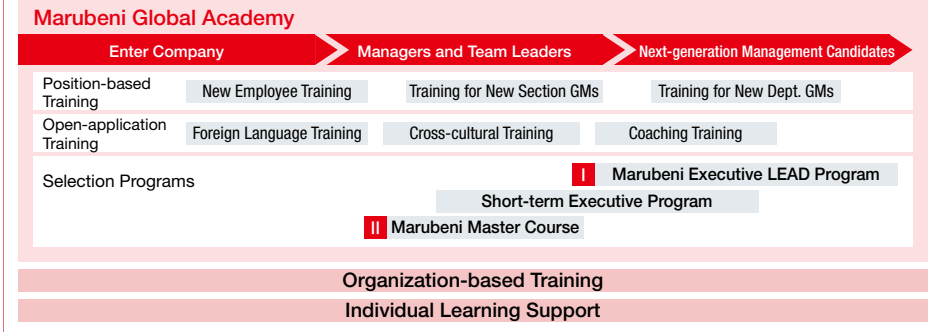 Marubeni Global Academy
Enter Company
Managers and Team Leaders
Next-generation Management Candidates
Position-based
Training
New Employee Training
Training for New Section GMs
Training for New Dept. GMs
Open-application
Training
Foreign Language Training
Cross-cultural Training
Coaching Training
Selection Programs
I Marubeni Executive LEAD Program
Short-term Executive Program
II Marubeni Master Course
Organization-based Training
Individual Learning Support